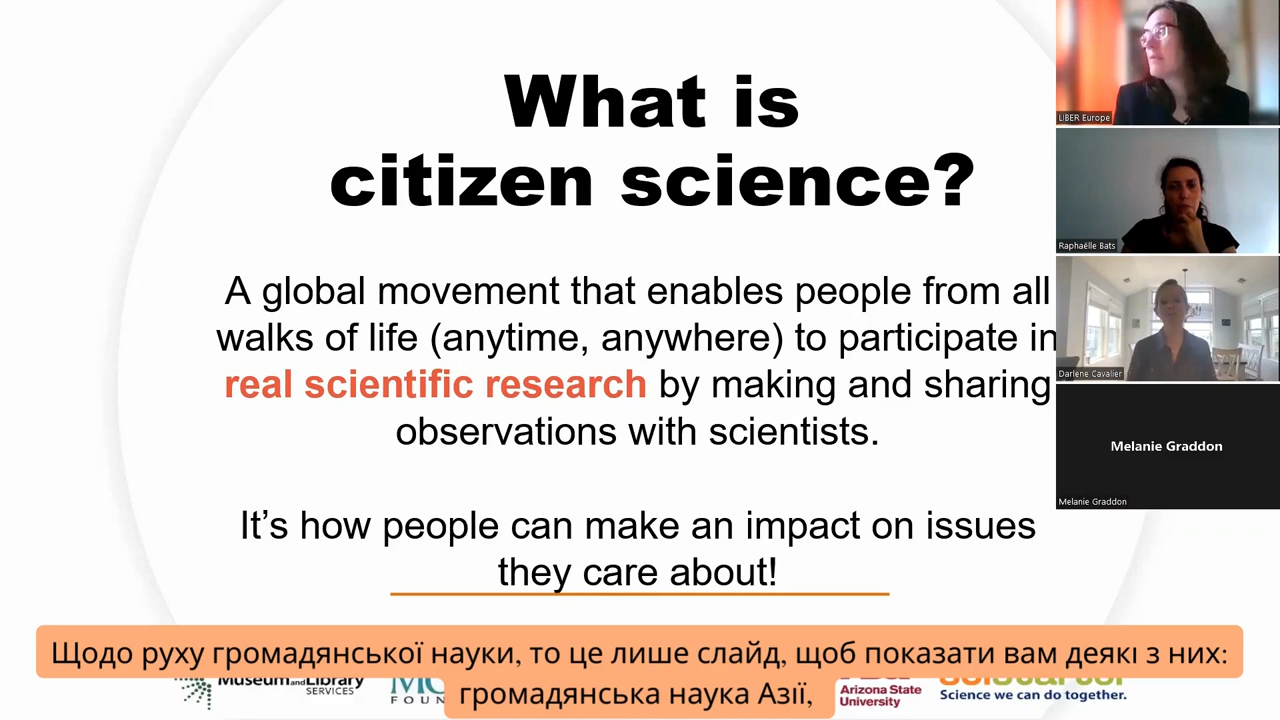 What is
citizen science?
A global movement that enables people from all
walks of life (anytime, anywhere) to participate in
real scientific research by making and sharing
observations with scientists.
It’s how people can make an impact on issues
they care about!
LIBER Europe
Raphaëlle Bats
Darlene Cavalier
Melanie Graddon
Melanie Graddon
Щодо руху громадянської науки, то це лише слайд, щоб показати вам деякі з них:
громадянська наука Азії,
Museum and Library
SERVICES
Arizona State
University
Science we can do together.